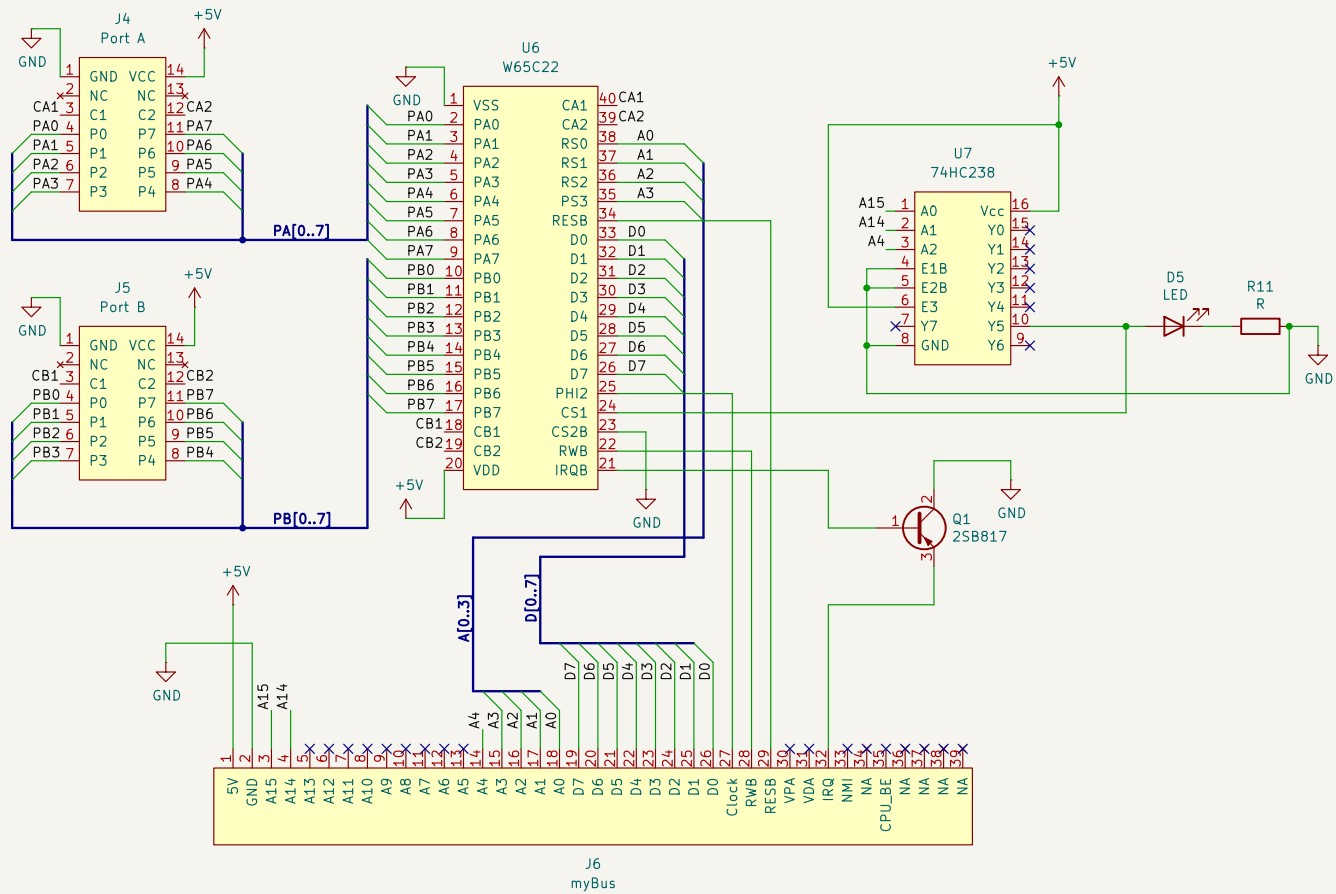 J4
Port A
+5V
GND
1 GND VCC 14
2 NC NC 13
CA1 3 C1 C2 12 CA2
PA0 4 P0 P7 11 PA7
PA1 5 P1 P6 10 PA6
PA2 6 P2 P5 9 PA5
PA3 7 P3 P4 8 PA4
PA[0..7]
J5
Port B
+5V
GND
1 GND VCC 14
2 NC NC 13
CB1 3 C1 C2 12 CB2
PB0 4 P0 P7 11 PB7
PB1 5 P1 P6 10 PB6
PB2 6 P2 P5 9 PB5
PB3 7 P3 P4 8 PB4
PB[0..7]
U6
W65C22
GND
1 VSS CA1 40 CA1
PA0 2 PA0 CA2 39 CA2
PA1 3 PA1 RS0 38 A0
PA2 4 PA2 RS1 37 A1
PA3 5 PA3 RS2 36 A2
PA4 6 PA4 PS3 35 A3
PA5 7 PA5 RESB 34
PA6 8 PA6 D0 33 D0
PA7 9 PA7 D1 32 D1
PB0 10 PB0 D2 31 D2
PB1 11 PB1 D3 30 D3
PB2 12 PB2 D4 29 D4
PB3 13 PB3 D5 28 D5
PB4 14 PB4 D6 27 D6
PB5 15 PB5 D7 26 D7
PB6 16 PB6 PHI2 25
PB7 17 PB7 CS1 24
CB1 18 CB1 CS2B 23
CB2 19 CB2 RWB 22
20 VDD IRQB 21
+5V
GND
+5V
U7
74HC238
A15 1 A0 Vcc 16
A14 2 A1 Y0 15
A4 3 A2 Y1 14
4 E1B Y2 13
5 E2B Y3 12
6 E3 Y4 11
7 Y7 Y5 10
8 GND Y6 9
D5
LED
R11
R
GND
GND
2
1
3
Q1
2SB817
A[0..3]
D[0..7]
+5V
GND
A15
A14
A4
A3
A2
A1
A0
D7
D6
D5
D4
D3
D2
D1
D0
1 5V
2 GND
3 A15
4 A14
5 A13
6 A12
7 A11
8 A10
9 A9
10 A8
11 A7
12 A6
13 A5
14 A4
15 A3
16 A2
17 A1
18 A0
19 D7
20 D6
21 D5
22 D4
23 D3
24 D2
25 D1
26 D0
27 Clock
28 RWB
29 RESB
30 VPA
31 VDA
32 IRQ
33 NMI
34 NA
35 CPU_BE
36 NA
37 NA
38 NA
39 NA
J6
myBus